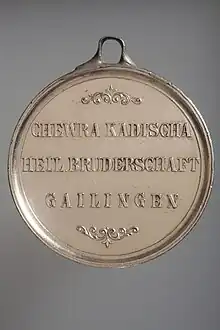 CHEWRA KADISCHA
HEIL. BRUDERSCHAFT
GAILINGEN